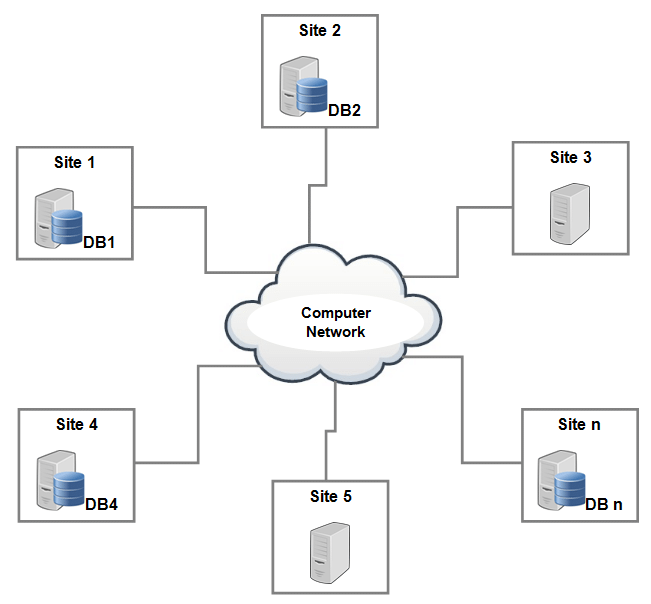 Site 2
DB2
Site 1
DB1
Site 3
Computer
Network
Site 4
DB4
Site n
DB n
Site 5